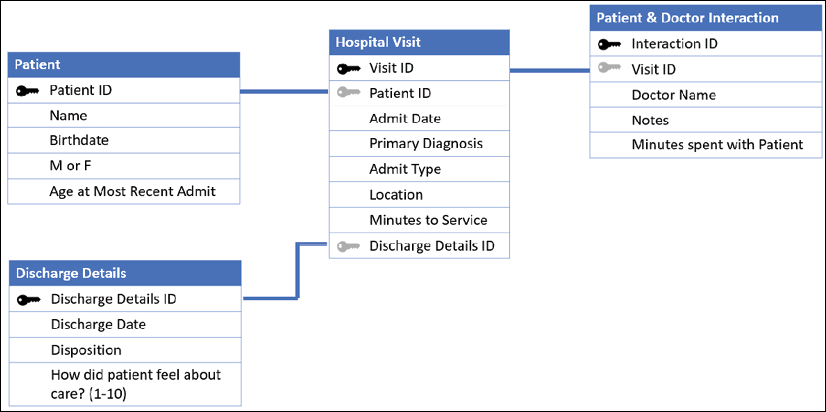 Patient
Patient ID
Name
Birthdate
M or F
Age at Most Recent Admit
Hospital Visit
Visit ID
Patient ID
Admit Date
Primary Diagnosis
Admit Type
Location
Minutes to Service
Discharge Details ID
Patient & Doctor Interaction
Interaction ID
Visit ID
Doctor Name
Notes
Minutes spent with Patient
Discharge Details
Discharge Details ID
Discharge Date
Disposition
How did patient feel about
care? (1-10)